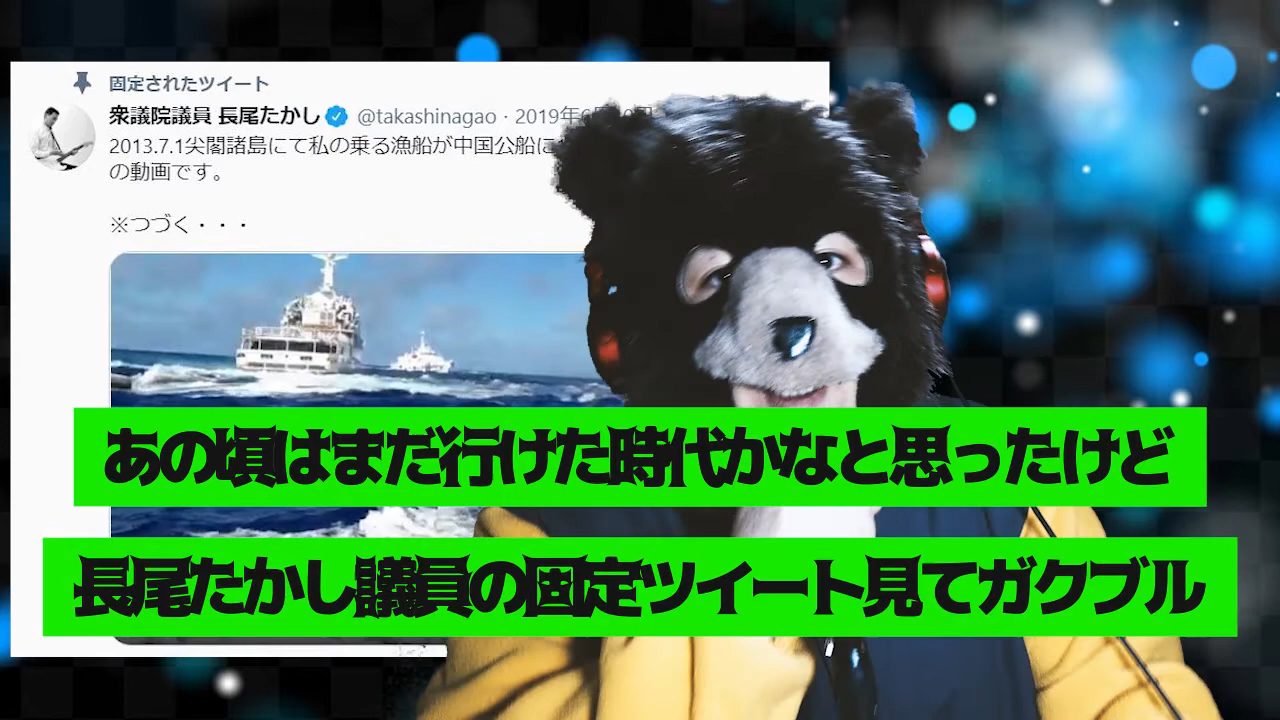 固定されたツイート
衆議院議員 長尾たかし @takashinagao · 2019年6
2013.7.1尖閣諸島にて私の乗る漁船が中国公船に
の動画です。
※つづく・・・
あの頃はまだ行けた時代かなと思ったけど
長尾たかし議員の固定ツイート見てガクブル